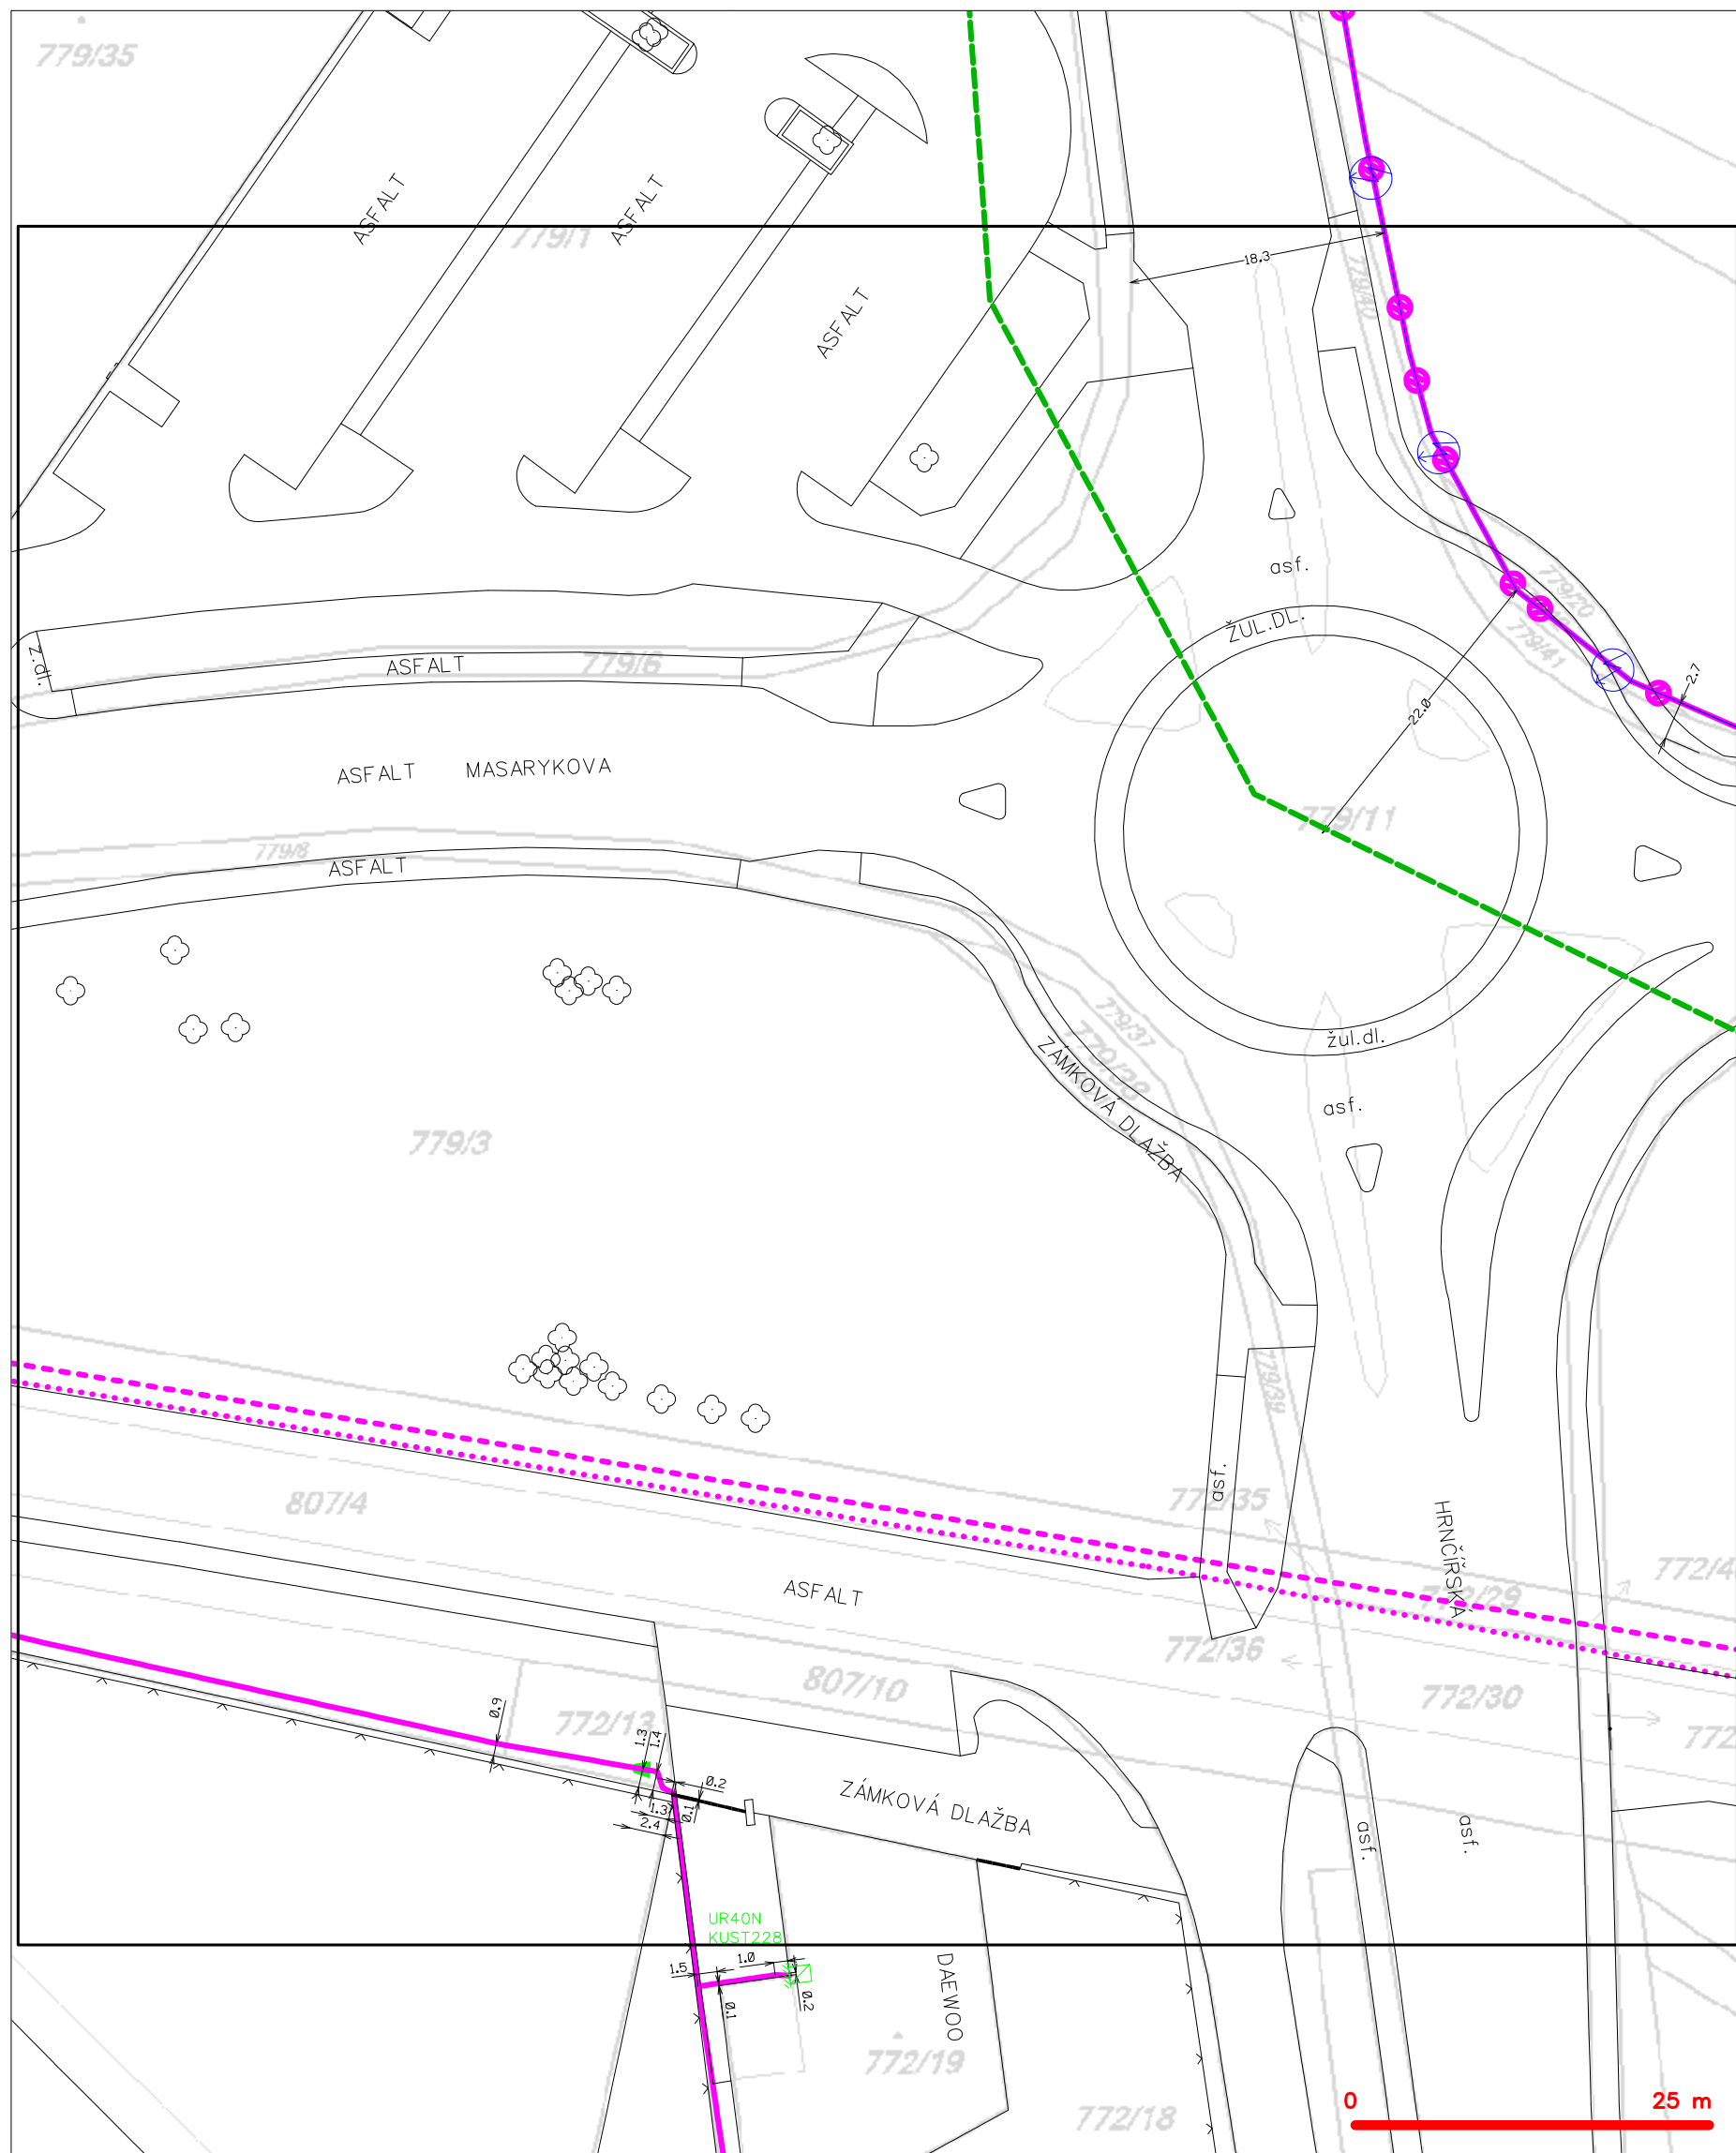 779/35
ASFALT
ASFALT
779/1
ASFALT
18.3
779/40
asf.
779/20
ŽUL.DL.
779/41
2.7
22.0
z.dl.
ASFALT
779/6
ASFALT MASARYKOVA
779/11
779/8
ASFALT
779/37
779/38
žul.dl.
ZÁMKOVÁ DLAŽBA
asf.
779/3
779/39
asf.
772/35
807/4
HRNČÍŘSKÁ
772/4
772/29
ASFALT
772/36
807/10
772/30
772/13
772
0.9
1.3
1.4
0.2
1.3
0.1
2.4
ZÁMKOVÁ DLAŽBA
asf.
asf.
UR40N
KUST228
1.5
1.0
0.1
0.2
DAEWOO
772/19
772/18
0 25 m